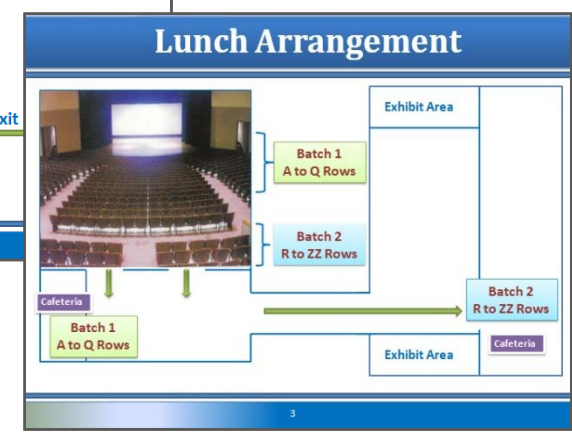 Lunch Arrangement
xit
Exhibit Area
Batch 1
A to Q Rows
Batch 2
R to ZZ Rows
Cafeteria
Batch 1
A to Q Rows
Batch 2
R to ZZ Rows
Cafeteria
Exhibit Area
3